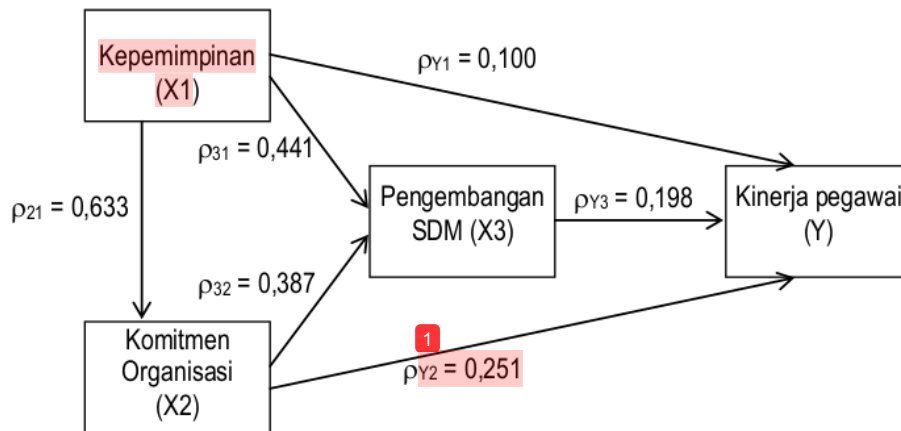 Kepemimpinan
(X1)
ρY1 = 0,100
ρ31 = 0,441
ρ21 = 0,633
Pengembangan
SDM (X3)
ρY3 = 0,198
Kinerja pegawai
(Y)
ρ32 = 0,387
Komitmen
Organisasi
(X2)
1
ρY2 = 0,251